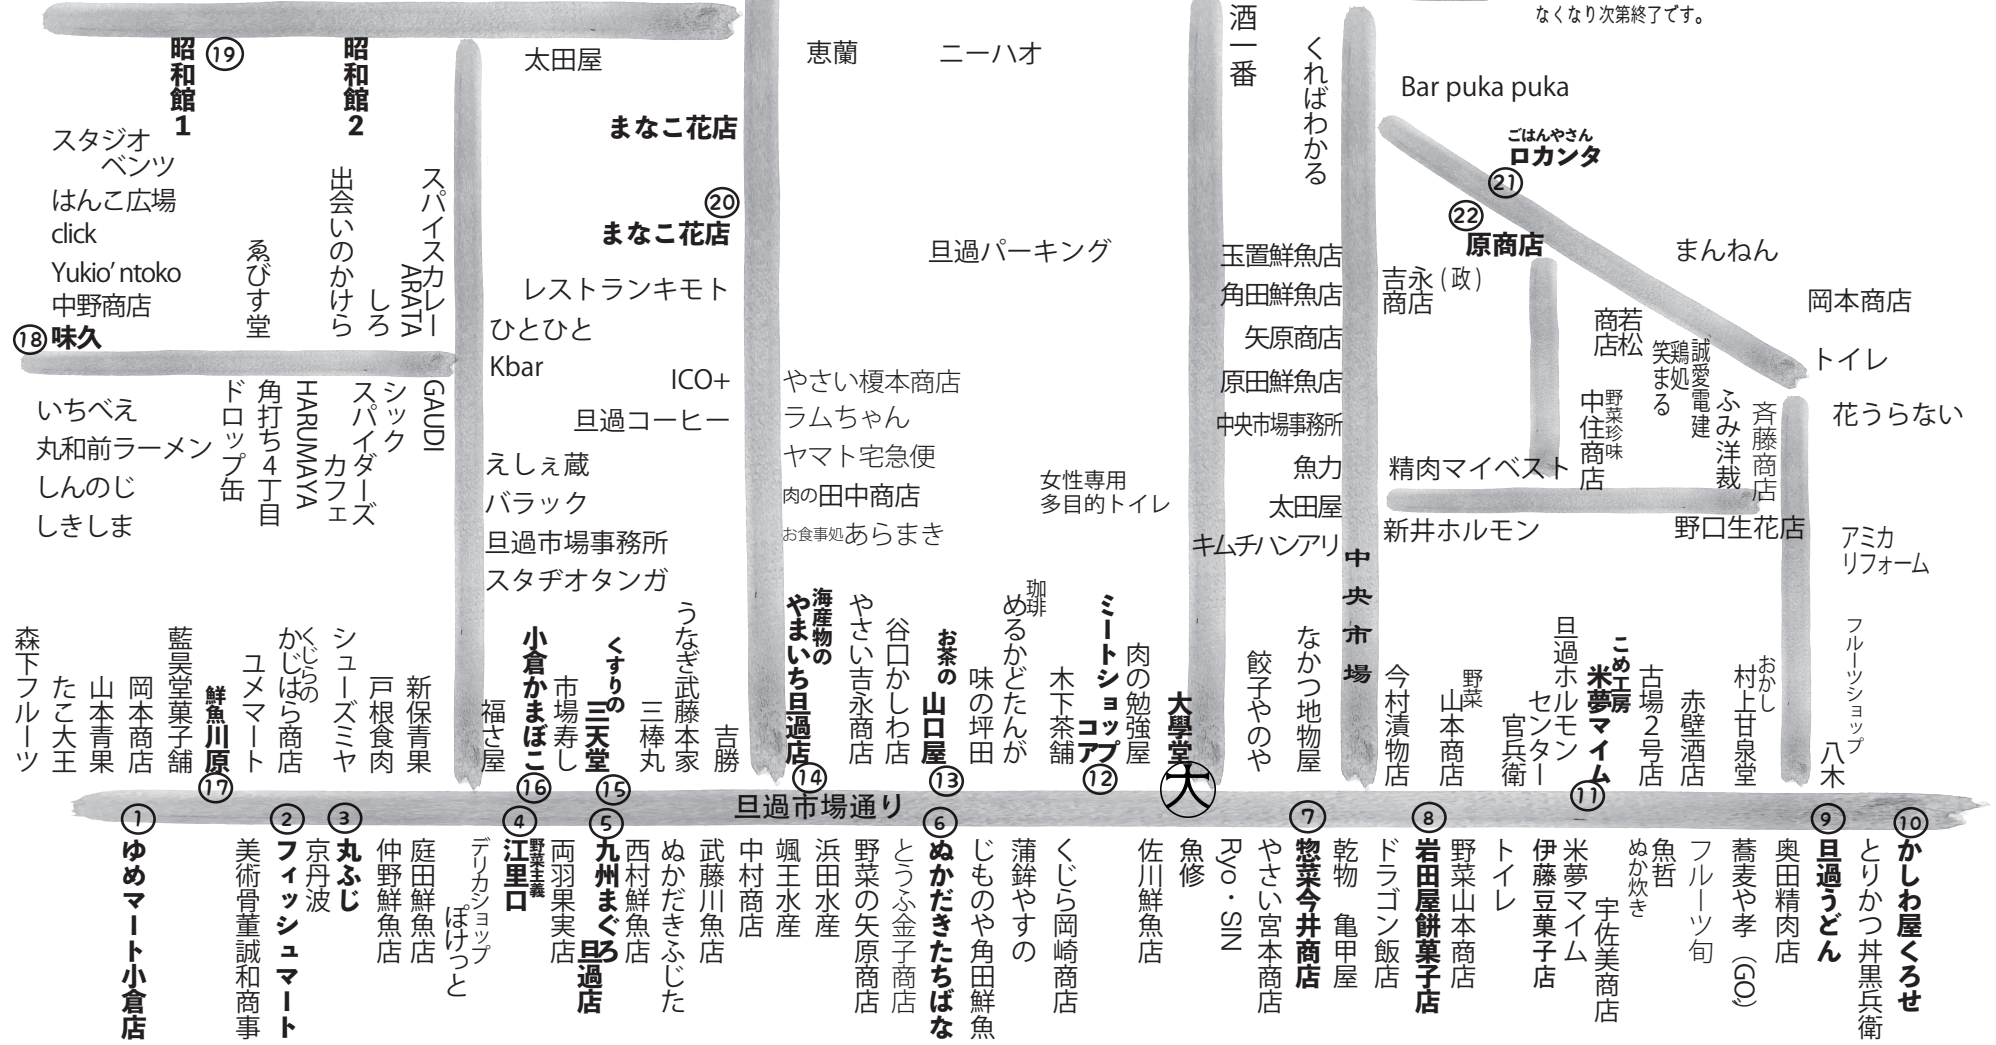 なくなり次第終了です。
昭和館1
⑲
昭和館2
太田屋
恵蘭
ニーハオ
酒一番
くればわかる
Bar puka puka
ごはんやさん
ロカンタ
㉑
㉒
原商店
まなこ花店
⑳
まなこ花店
旦過パーキング
スタジオ
ベンツ
はんこ広場
click
Yukio' ntoko
中野商店
⑱味久
ゑびす堂
出会いのかけら
しろ
スパイスカレー
ARATA
レストランキモト
ひとひと
Kbar
ICO+
旦過コーヒー
えしぇ蔵
バラック
旦過市場事務所
スタヂオタンガ
いちべえ
丸和前ラーメン
しんのじ
しきしま
ドロップ缶
角打ち4丁目
HARUMAYA
スパイダーズ
カフェ
シック
GAUDI
やさい榎本商店
ラムちゃん
ヤマト宅急便
肉の田中商店
お食事処あらまき
女性専用
多目的トイレ
玉置鮮魚店
角田鮮魚店
矢原商店
原田鮮魚店
中央市場事務所
魚力
太田屋
キムチハンアリ
中央市場
吉永(政)
商店
精肉マイベスト
新井ホルモン
まんねん
岡本商店
トイレ
花うらない
若松
商店
鶏処
笑まる
誠愛電建
野菜珍味
中住商店
ふみ洋裁
斉藤商店
野口生花店
アミカ
リフォーム
森下フルーツ
たこ大王
山本青果
岡本商店
藍昊堂菓子舗
鮮魚川原
⑰
ユメマート
くじらの
かじはら商店
シューズミヤ
戸根食肉
新保青果
福さ屋
小倉かまぼこ
⑯
市場寿し
くすりの
三天堂
⑮
三棒丸
うなぎ武藤本家
吉勝
海産物の
やまいち旦過店
⑭
やさい吉永商店
谷口かしわ店
お茶の
山口屋
⑬
味の坪田
珈琲
めるかどたんが
木下茶舗
ミートショップ
コア
⑫
肉の勉強屋
大學堂
大
餃子やのや
なかつ地物屋
今村漬物店
野菜
山本商店
官兵衛
旦過ホルモン
センター
こめ工房
米夢マイム
⑪
古場2号店
赤壁酒店
おかし
村上甘泉堂
フルーツショップ
八木
旦過市場通り
①
ゆめマート小倉店
美術骨董誠和商事
②
フィッシュマート
京丹波
③
丸ふじ
仲野鮮魚店
庭田鮮魚店
デリカショップ
ぽけっと
④
野菜主義
江里口
両羽果実店
⑤
九州まぐろ
旦過店
西村鮮魚店
ぬかだきふじた
武藤川魚店
中村商店
颯王水産
浜田水産
野菜の矢原商店
とうふ金子商店
⑥
ぬかだきたちばな
じものや角田鮮魚
蒲鉾やすの
くじら岡崎商店
佐川鮮魚店
魚修
Ryo・SIN
やさい宮本商店
⑦
惣菜今井商店
乾物 亀甲屋
ドラゴン飯店
⑧
岩田屋餅菓子店
野菜山本商店
トイレ
伊藤豆菓子店
米夢マイム
宇佐美商店
魚哲
ぬか炊き
フルーツ旬
蕎麦や孝(GO)
奥田精肉店
⑨
旦過うどん
とりかつ丼黒兵衛
⑩
かしわ屋くろせ